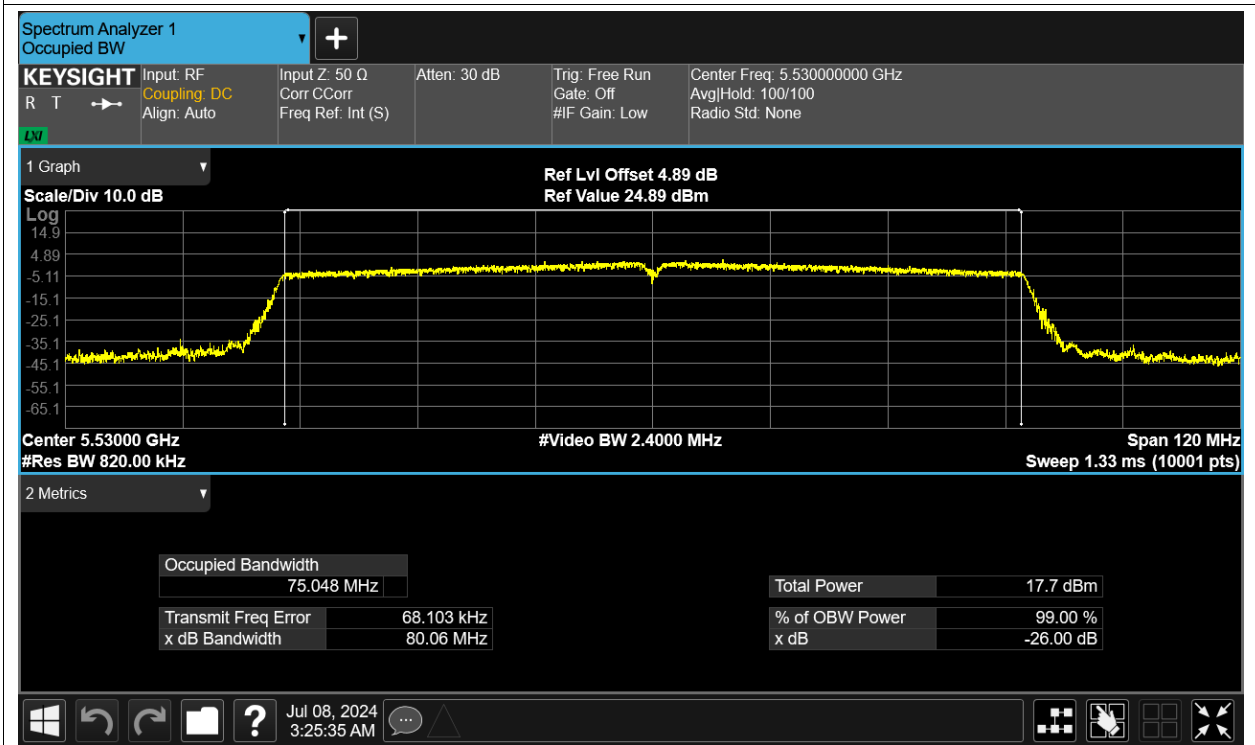 Spectrum Analyzer 1
Occupied BW
KEYSIGHT
R T
LXI
Input: RF
Coupling: DC
Align: Auto
Input Z: 50 Ω
Corr CCorr
Freq Ref: Int (S)
Atten: 30 dB
Trig: Free Run
Gate: Off
#IF Gain: Low
Center Freq: 5.530000000 GHz
Avg|Hold: 100/100
Radio Std: None
1 Graph
Scale/Div 10.0 dB
Ref Lvl Offset 4.89 dB
Ref Value 24.89 dBm
Log
14.9
4.89
-5.11
-15.1
-25.1
-35.1
-45.1
-55.1
-65.1
Center 5.53000 GHz
#Res BW 820.00 kHz
#Video BW 2.4000 MHz
Span 120 MHz
Sweep 1.33 ms (10001 pts)
2 Metrics
Occupied Bandwidth
75.048 MHz
Transmit Freq Error 68.103 kHz
x dB Bandwidth 80.06 MHz
Total Power 17.7 dBm
% of OBW Power 99.00 %
x dB -26.00 dB
Jul 08, 2024
3:25:35 AM